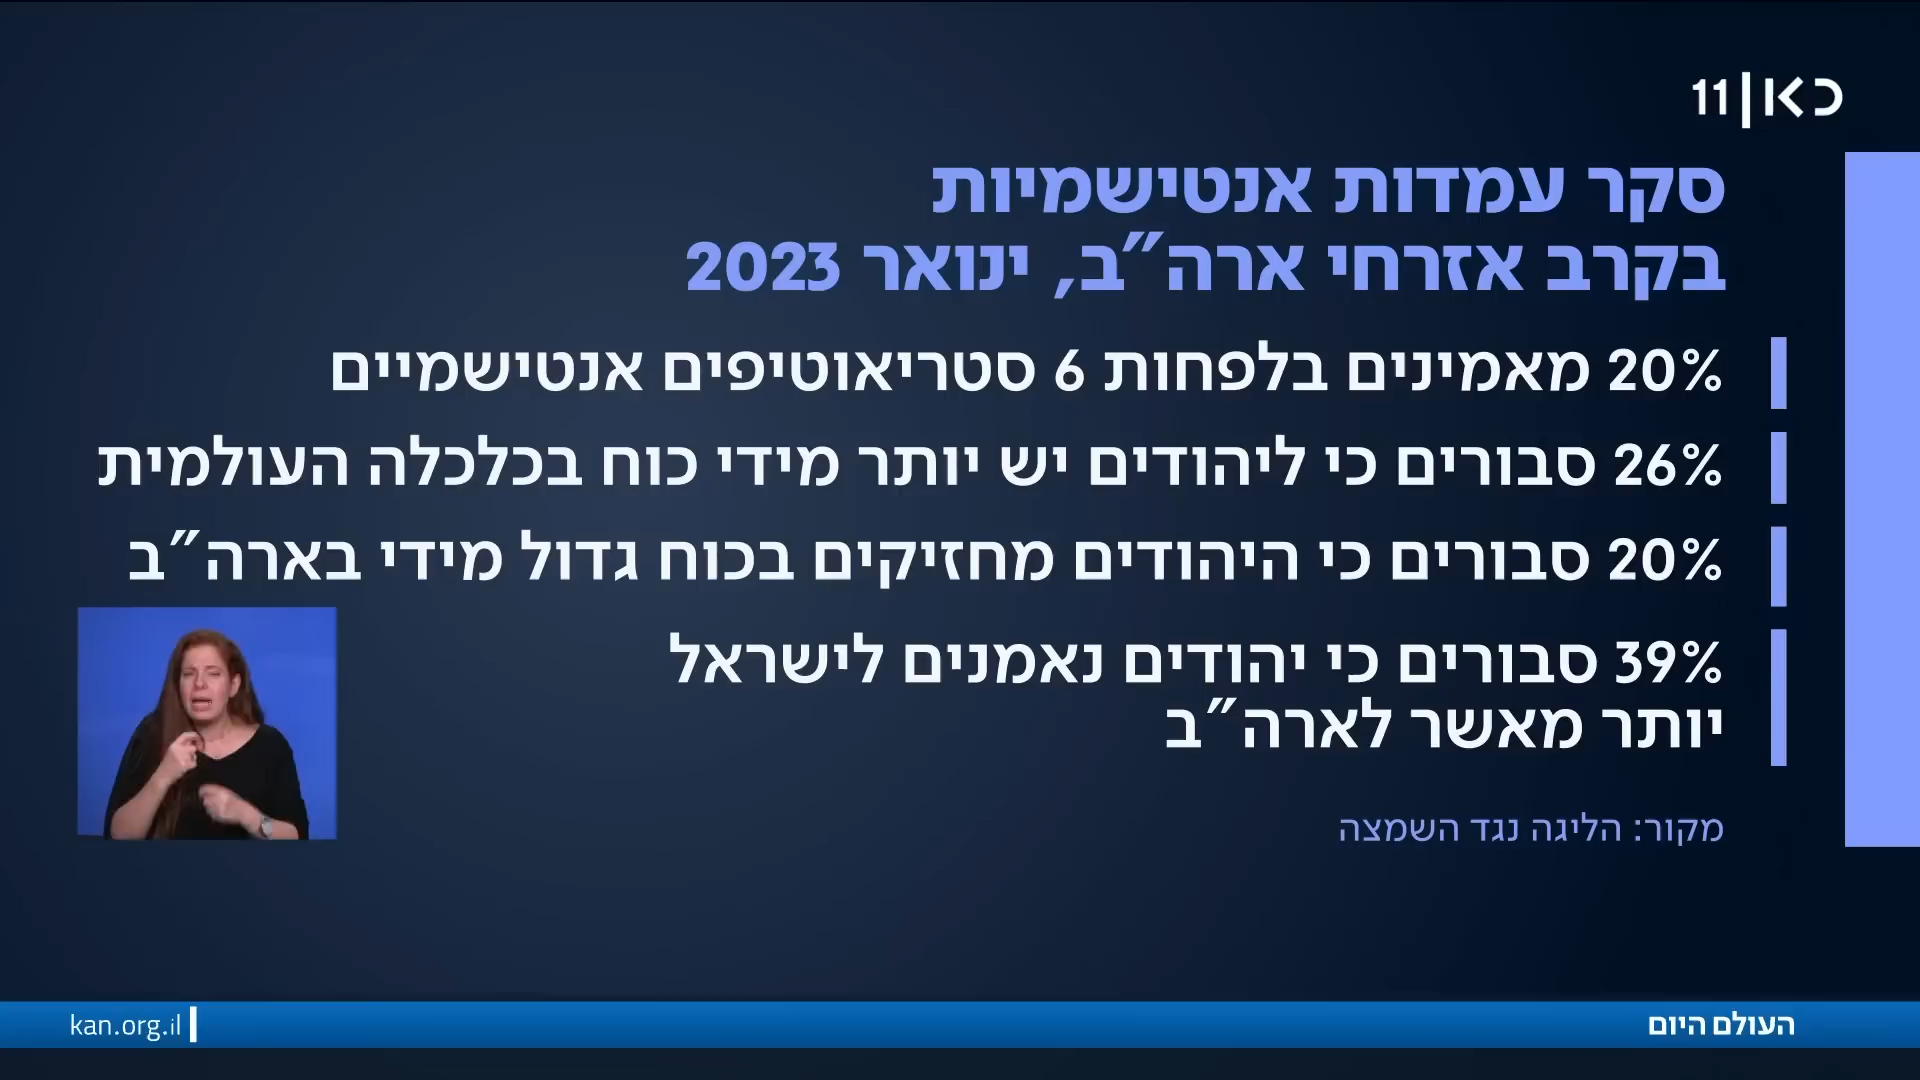 כאן 11
סקר עמדות אנטישמיות
בקרב אזרחי ארה״ב, ינואר 2023
20% מאמינים בלפחות 6 סטריאוטיפים אנטישמיים
26% סבורים כי ליהודים יש יותר מידי כוח בכלכלה העולמית
20% סבורים כי היהודים מחזיקים בכוח גדול מידי בארה״ב
39% סבורים כי יהודים נאמנים לישראל
יותר מאשר לארה״ב
מקור: הליגה נגד השמצה
העולם היום
kan.org.il